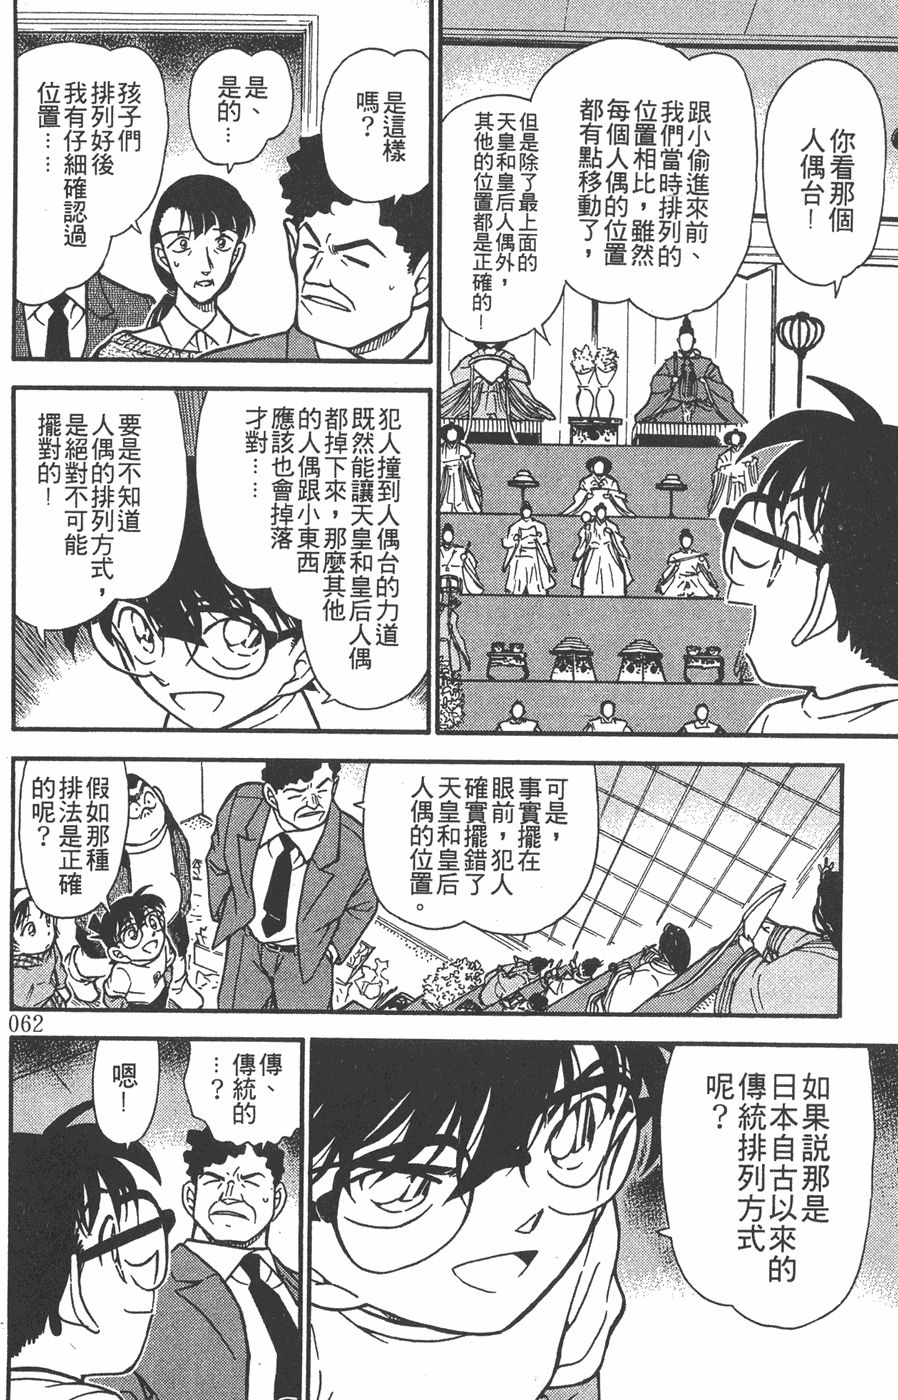 你看那個
人偶台！
跟小偷進來前、
我們當時排列的
位置相比，雖然
每個人偶的位置
都有點移動了，
但是除了最上面的
天皇和皇后人偶外，
其他的位置都是正確的！
是這樣
嗎？
是、
是的…
孩子們
排列好後
我有仔細確認過
位置……
犯人撞到人偶台的力道
既然能讓天皇和皇后人偶
都掉下來，那麼其他
的人偶跟小東西
應該也會掉落
才對……
要是不知道
人偶的排列方式，
是絕對不可能
擺對的！
可是，
事實擺在
眼前，犯人
確實擺錯了
天皇和皇后
人偶的位置。
假如那種
排法是正確
的呢？
062
如果說那是
日本自古以來的
傳統排列方式
呢？
傳、
傳統的
…？
嗯！